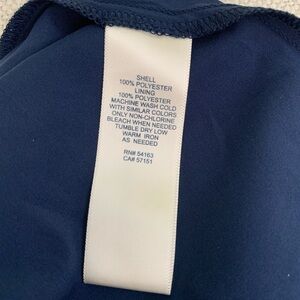 SHELL
100% POLYESTER
LINING
100% POLYESTER
MACHINE WASH COLD
WITH SIMILAR COLORS
ONLY NON-CHLORINE
BLEACH WHEN NEEDED
TUMBLE DRY LOW
WARM IRON
AS NEEDED
RN# 54163
CA# 57151